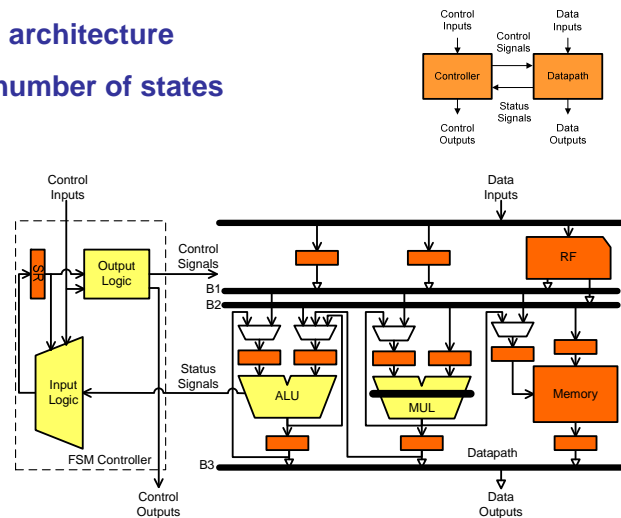 architecture
number of states
Control
Inputs
Data
Inputs
Control
Signals
Controller
Datapath
Status
Signals
Control
Outputs
Data
Outputs
Control
Inputs
Data
Inputs
SR
Output
Logic
Control
Signals
RF
B1
B2
Status
Signals
Input
Logic
ALU
MUL
Memory
FSM Controller
Datapath
B3
Control
Outputs
Data
Outputs